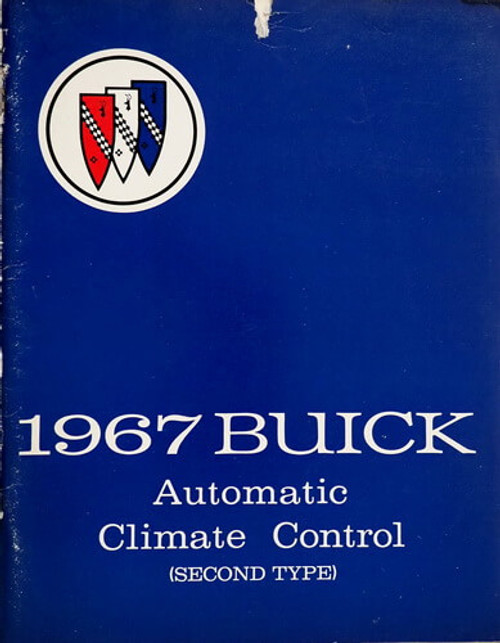 1967 BUICK
Automatic
Climate Control
(SECOND TYPE)